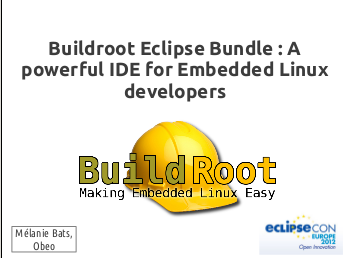 Buildroot Eclipse Bundle : A
powerful IDE for Embedded Linux
developers
BuildRoot
Making Embedded Linux Easy
Mélanie Bats,
Obeo
eclipseCON
EUROPE
2012
Open Innovation